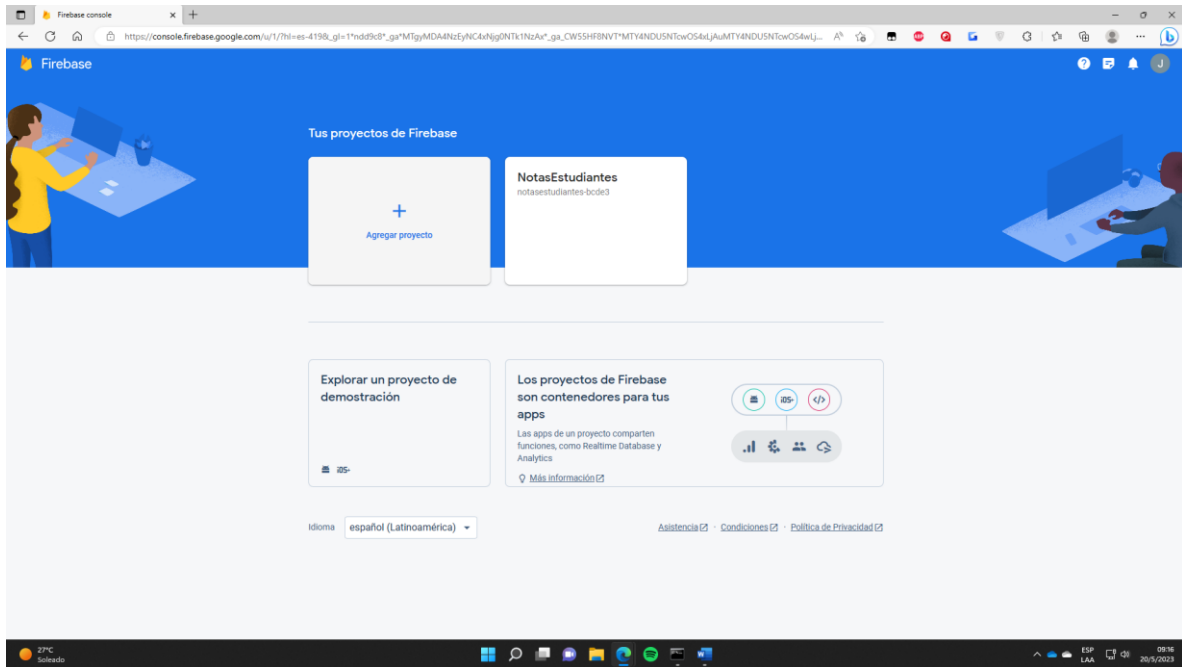 Firebase console
https://console.firebase.google.com/u/1/?hl=es-419&_gl=1*ndd9c8*_ga*MTgyMDA4NzEyNC4xNjg0NTk1NzAx*_ga_CW55HF8NVT*MTY4NDU5NTcwOS4xLjAuMTY4NDU5NTcwOS4wLj...
Firebase
J
Tus proyectos de Firebase
Agregar proyecto
NotasEstudiantes
notasestudiantes-bcde3
Explorar un proyecto de
demostración
iOS+
Los proyectos de Firebase
son contenedores para tus
apps
Las apps de un proyecto comparten
funciones, como Realtime Database y
Analytics
Más información
iOS+
Idioma
español (Latinoamérica)
Asistencia · Condiciones · Política de Privacidad
27°C
Soleado
ESP
LAA
09:16
20/5/2023